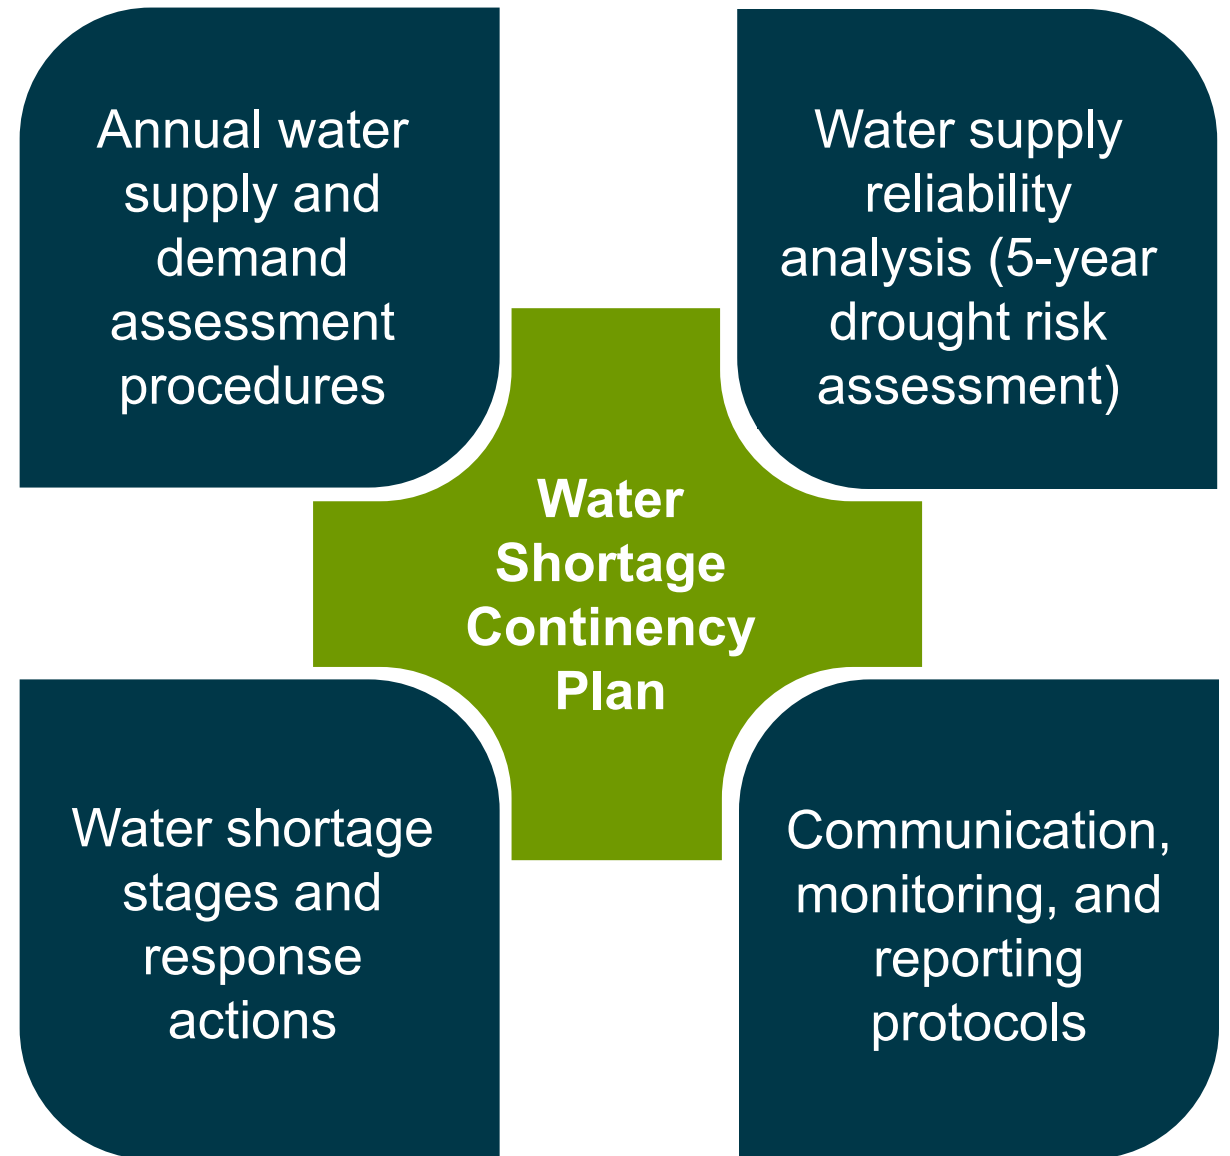 Annual water
supply and
demand
assessment
procedures
Water supply
reliability
analysis (5-year
drought risk
assessment)
Water
Shortage
Continency
Plan
Water shortage
stages and
response
actions
Communication,
monitoring, and
reporting
protocols